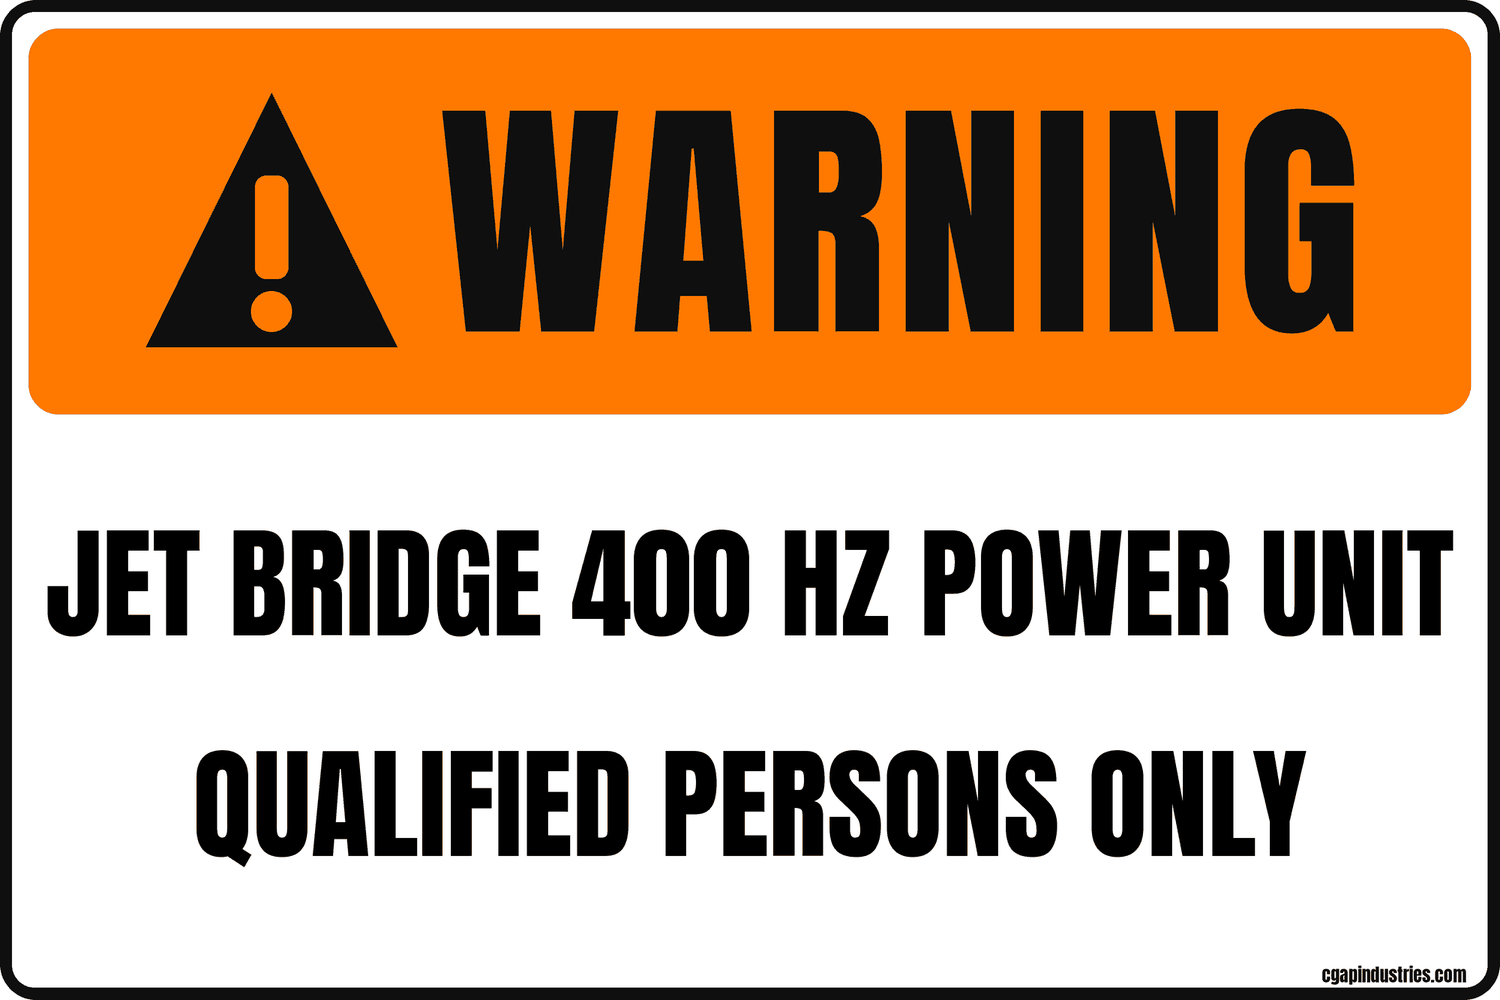 WARNING
JET BRIDGE 400 HZ POWER UNIT
QUALIFIED PERSONS ONLY
cgapindustries.com